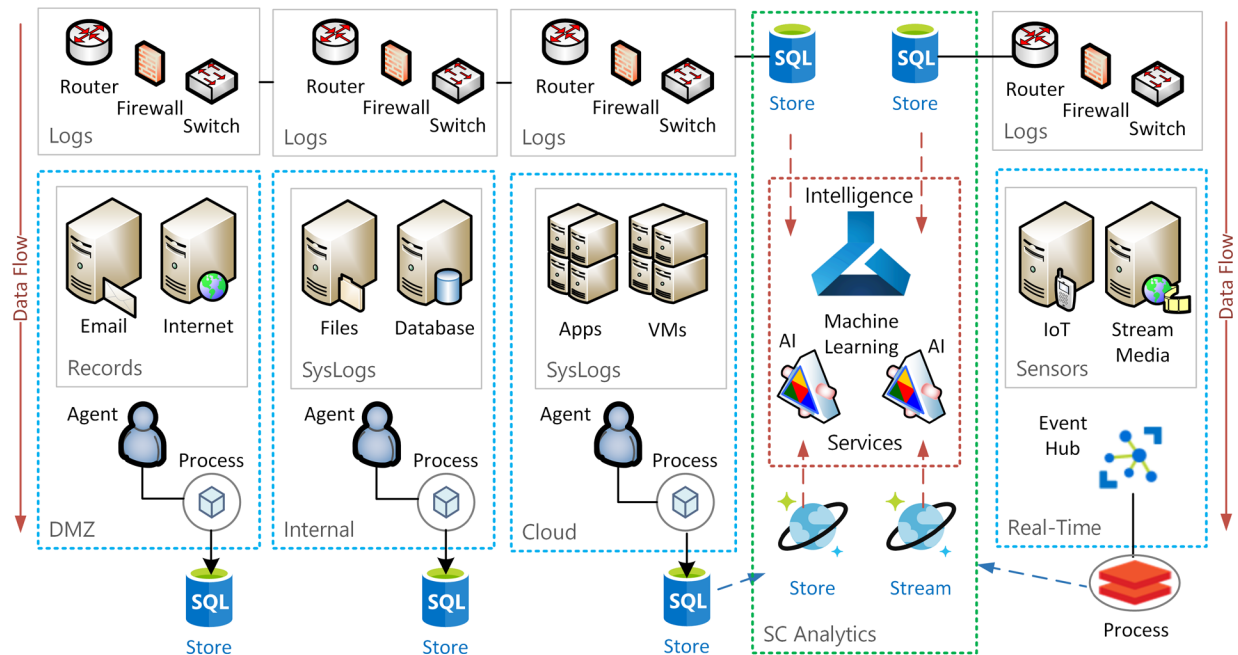 Data Flow
Router
Firewall
Switch
Logs
Router
Firewall
Switch
Logs
Router
Firewall
Switch
Logs
SQL
Store
SQL
Store
Router
Firewall
Switch
Logs
Data Flow
Email
Internet
Records
Agent
Process
DMZ
SQL
Store
Files
Database
SysLogs
Agent
Process
Internal
SQL
Store
Apps
VMs
SysLogs
Agent
Process
Cloud
SQL
Store
Intelligence
Machine
Learning
AI
AI
Services
Store
Stream
SC Analytics
IoT
Stream
Media
Sensors
Event
Hub
Real-Time
Process